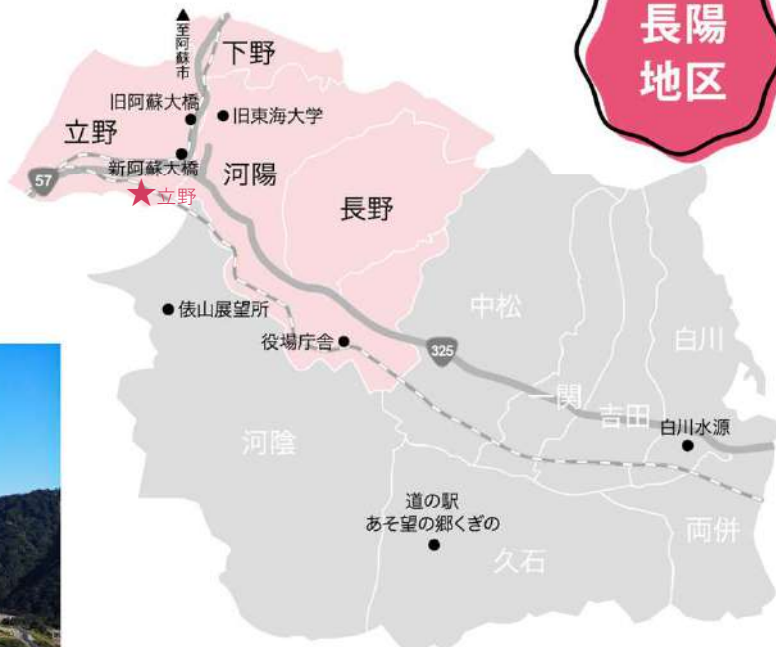 長陽
地区
▲至阿蘇市
下野
旧阿蘇大橋
旧東海大学
立野
新阿蘇大橋
河陽
57
★立野
長野
俵山展望所
中松
役場庁舎
325
白川
一関
吉田
白川水源
河陰
道の駅
あそ望の郷くぎの
両併
久石